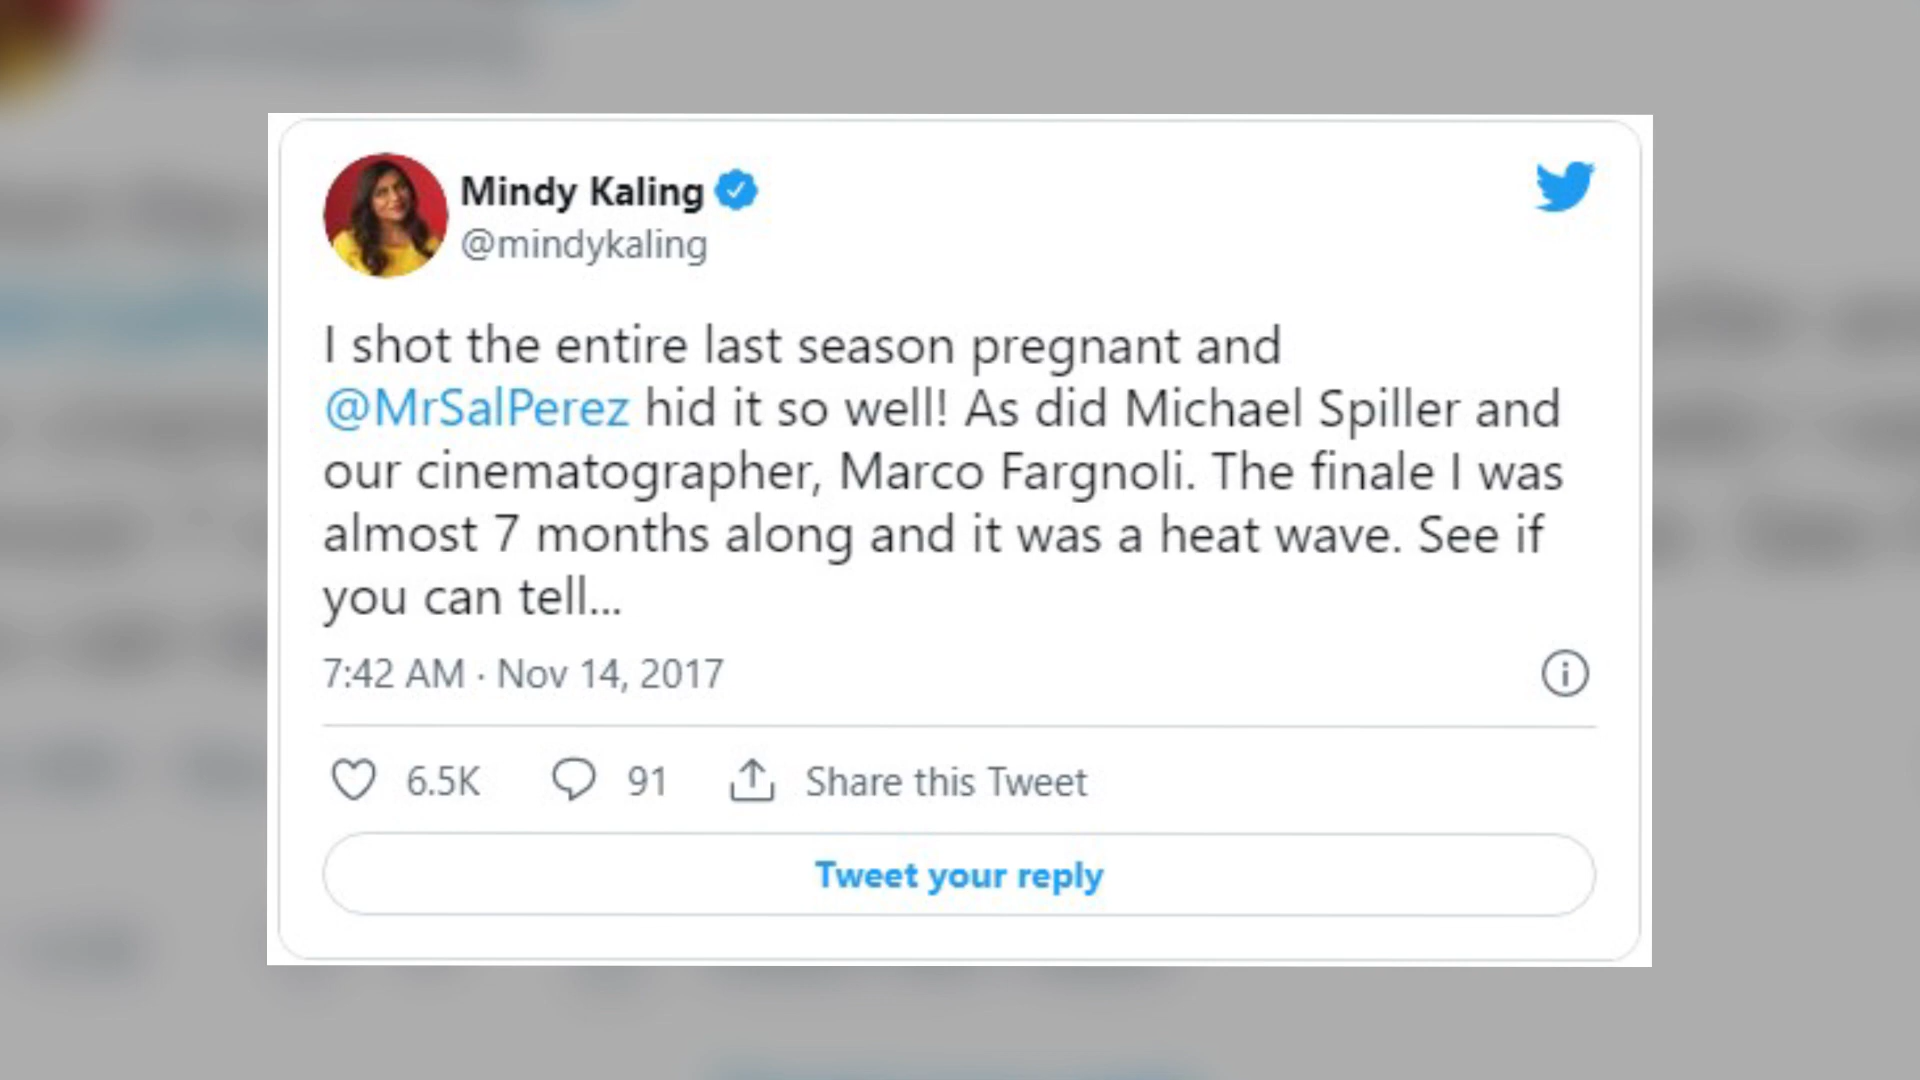 Mindy Kaling
@mindykaling
I shot the entire last season pregnant and
@MrSalPerez hid it so well! As did Michael Spiller and
our cinematographer, Marco Fargnoli. The finale I was
almost 7 months along and it was a heat wave. See if
you can tell...
7:42 AM · Nov 14, 2017
6.5K 91 Share this Tweet
Tweet your reply